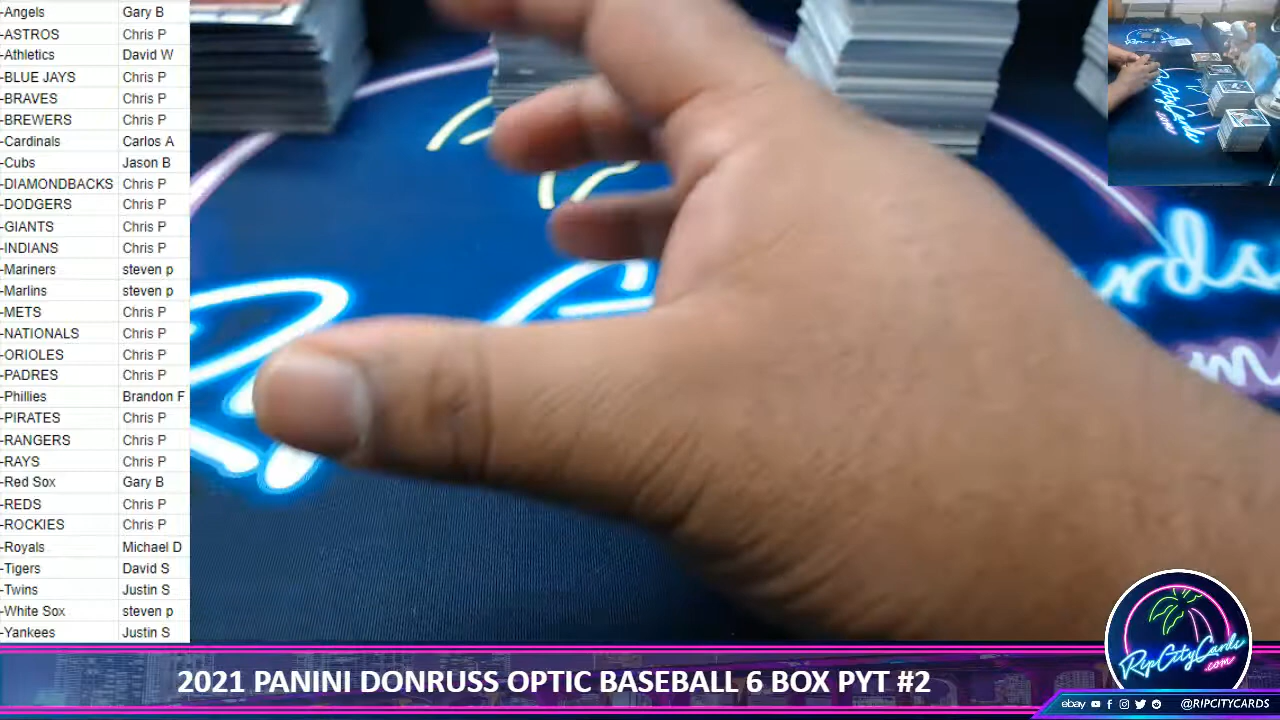 -Angels Gary B
-ASTROS Chris P
-Athletics David W
-BLUE JAYS Chris P
-BRAVES Chris P
-BREWERS Chris P
-Cardinals Carlos A
-Cubs Jason B
-DIAMONDBACKS Chris P
-DODGERS Chris P
-GIANTS Chris P
-INDIANS Chris P
-Mariners steven p
-Marlins steven p
-METS Chris P
-NATIONALS Chris P
-ORIOLES Chris P
-PADRES Chris P
-Phillies Brandon F
-PIRATES Chris P
-RANGERS Chris P
-RAYS Chris P
-Red Sox Gary B
-REDS Chris P
-ROCKIES Chris P
-Royals Michael D
-Tigers David S
-Twins Justin S
-White Sox steven p
-Yankees Justin S
rds
m
RipCityCards
.com
2021 PANINI DONRUSS OPTIC BASEBALL 6 BOX PYT #2
ebay @RIPCITYCARDS